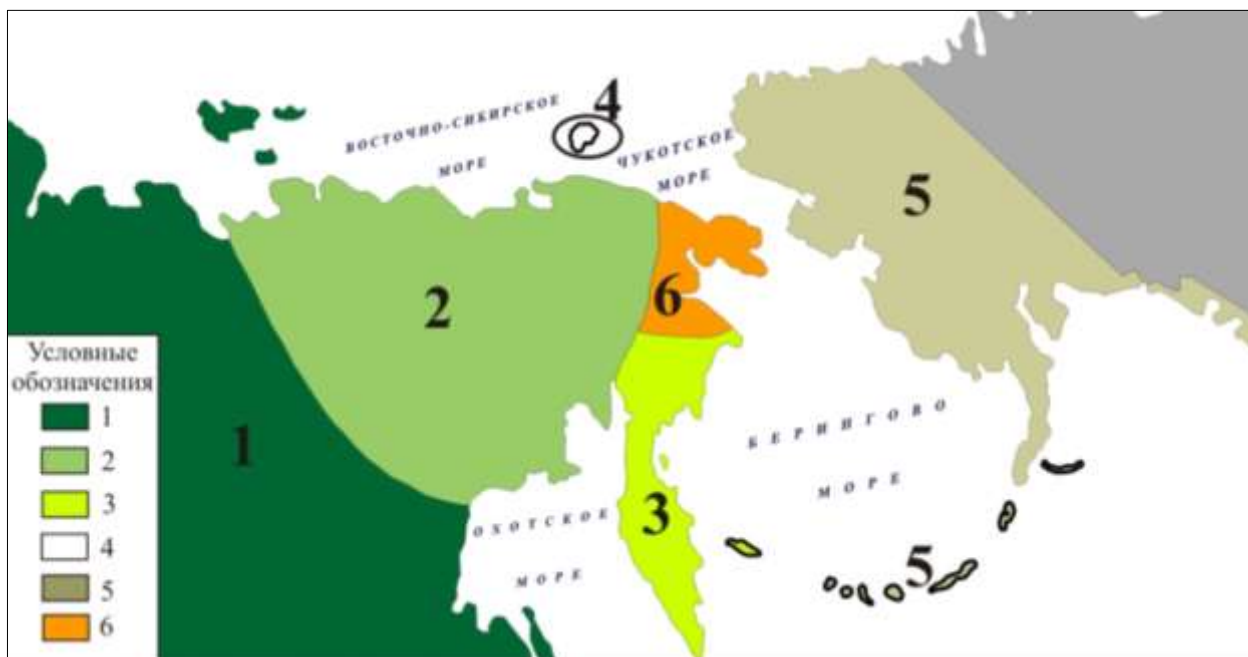 4
ВОСТОЧНО-СИБИРСКОЕ
МОРЕ
ЧУКОТСКОЕ
МОРЕ
5
2
6
1
3
БЕРИНГОВО
МОРЕ
ОХОТСКОЕ
МОРЕ
5
Условные
обозначения
1
2
3
4
5
6